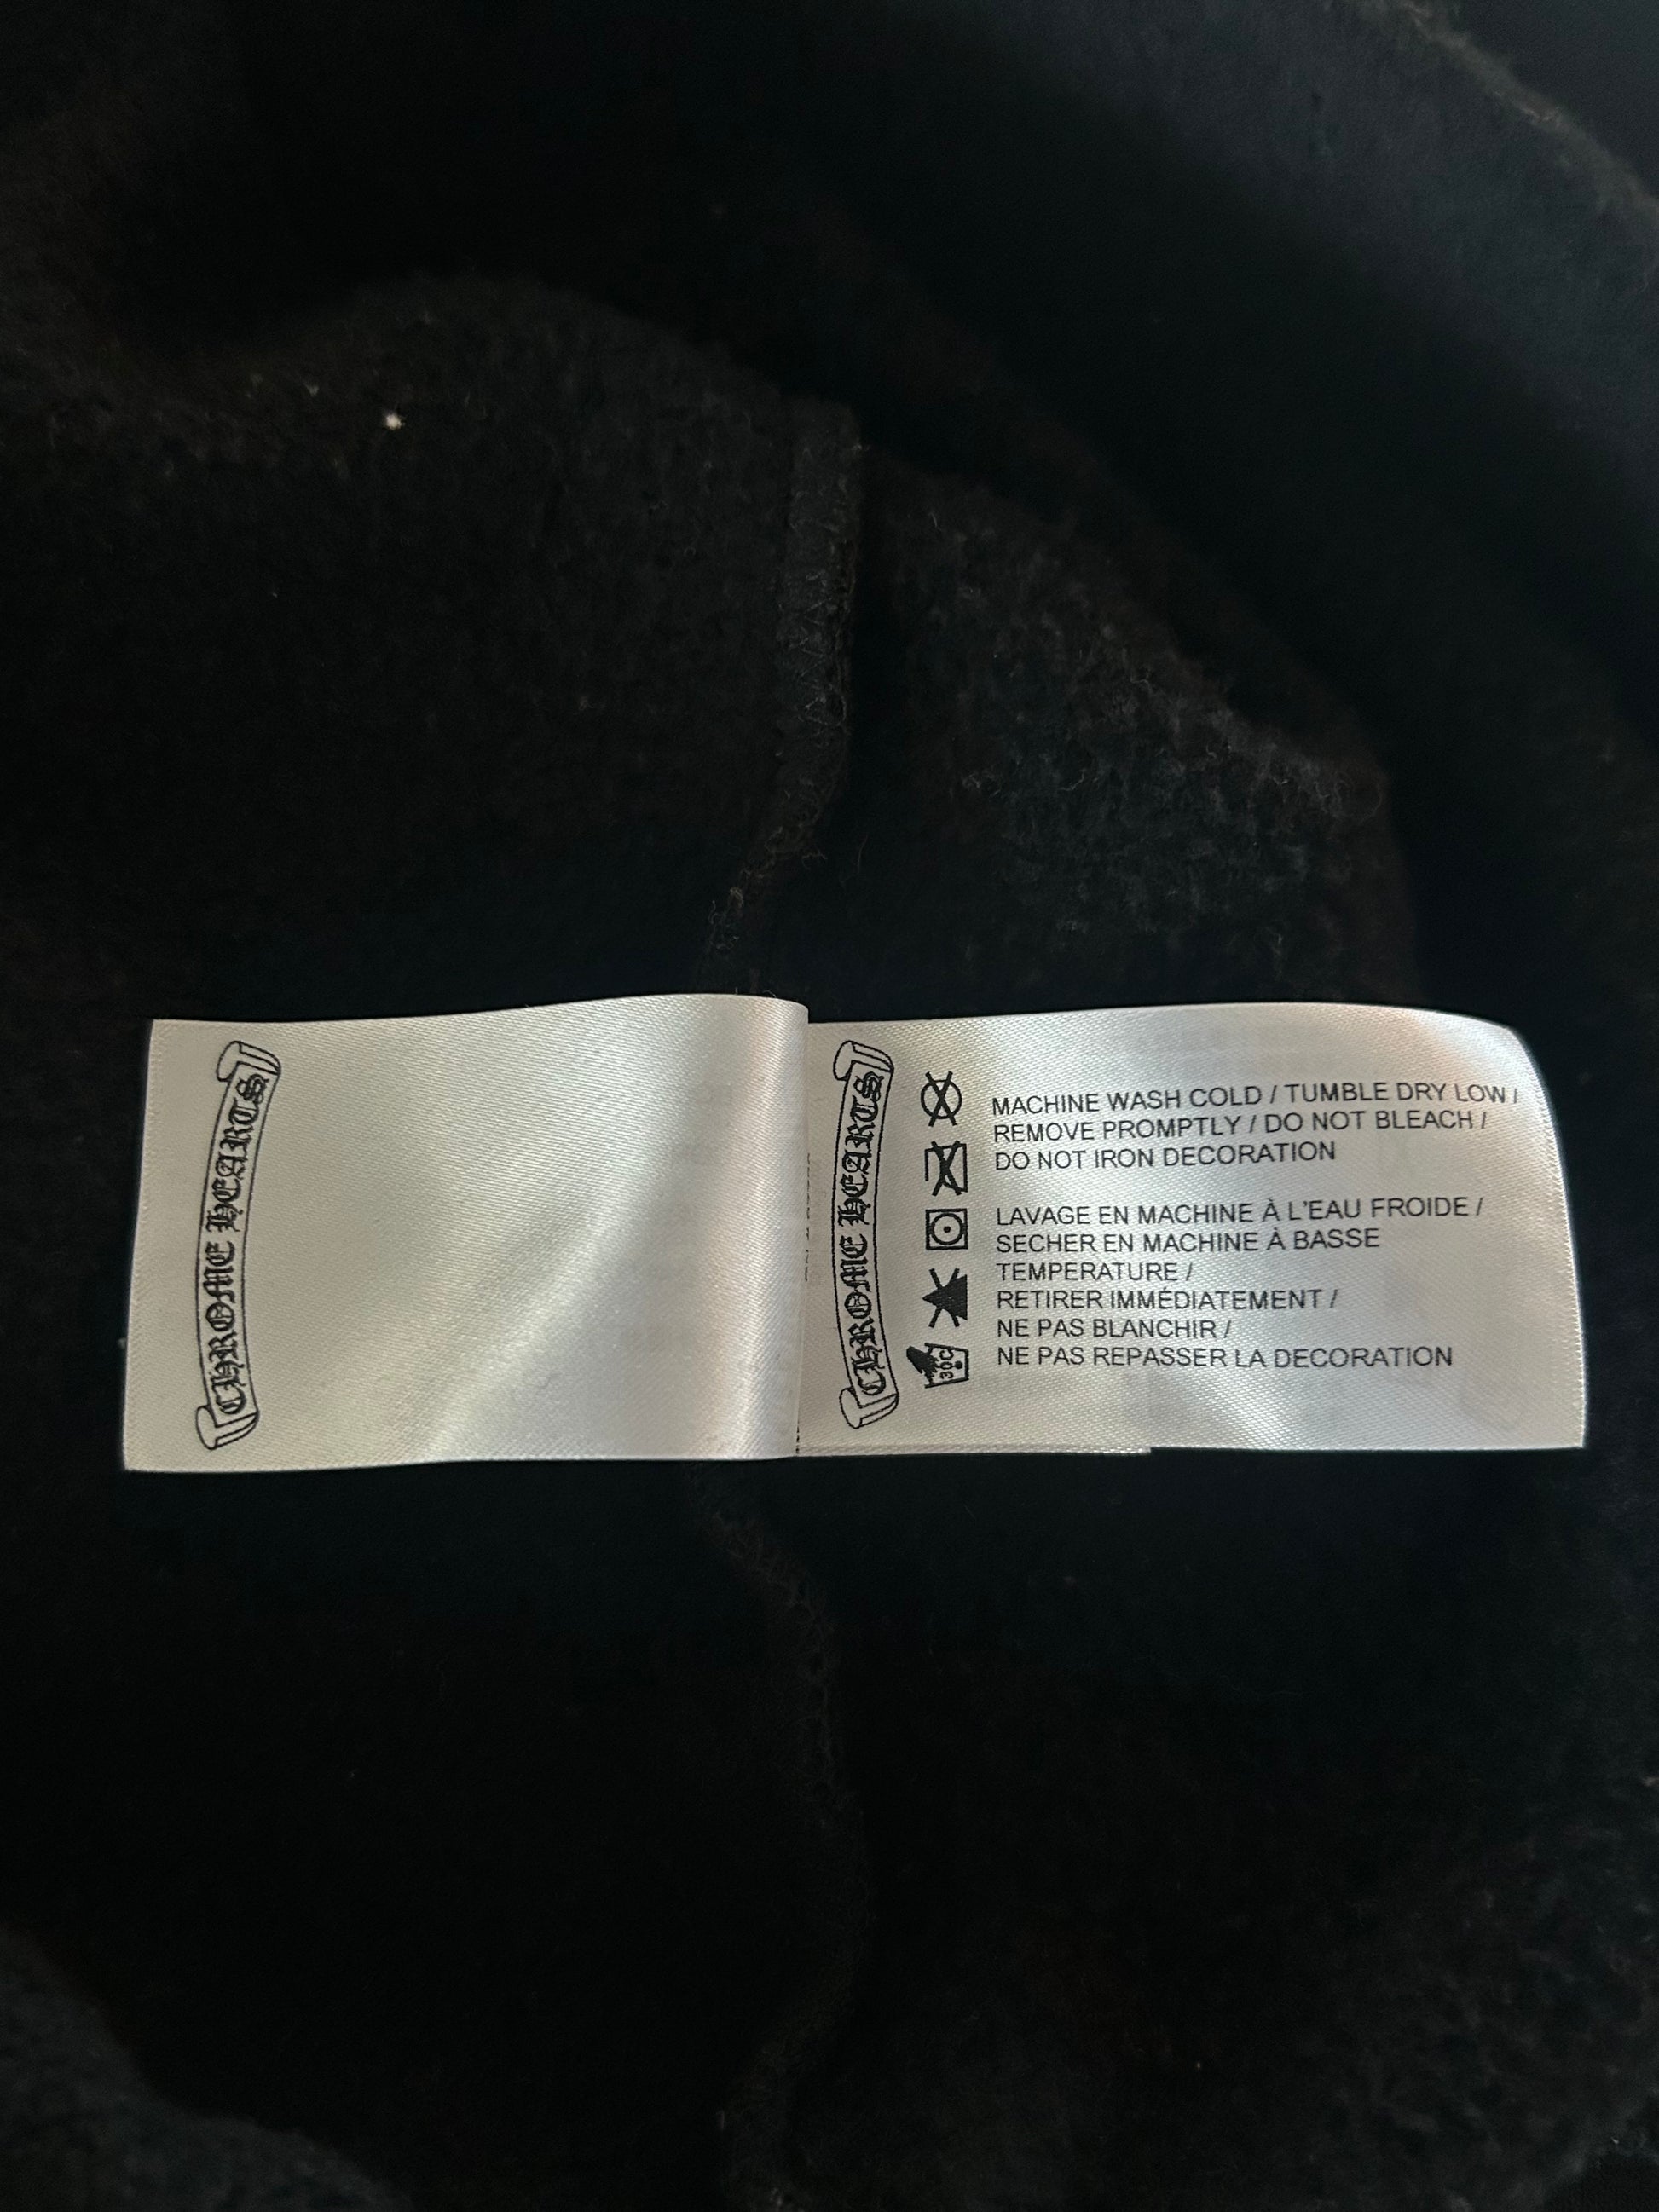 CHROME HEARTS
CHROME HEARTS
MACHINE WASH COLD / TUMBLE DRY LOW /
REMOVE PROMPTLY / DO NOT BLEACH /
DO NOT IRON DECORATION
LAVAGE EN MACHINE À L'EAU FROIDE /
SECHER EN MACHINE À BASSE
TEMPERATURE /
RETIRER IMMÉDIATEMENT /
NE PAS BLANCHIR /
NE PAS REPASSER LA DECORATION
30C